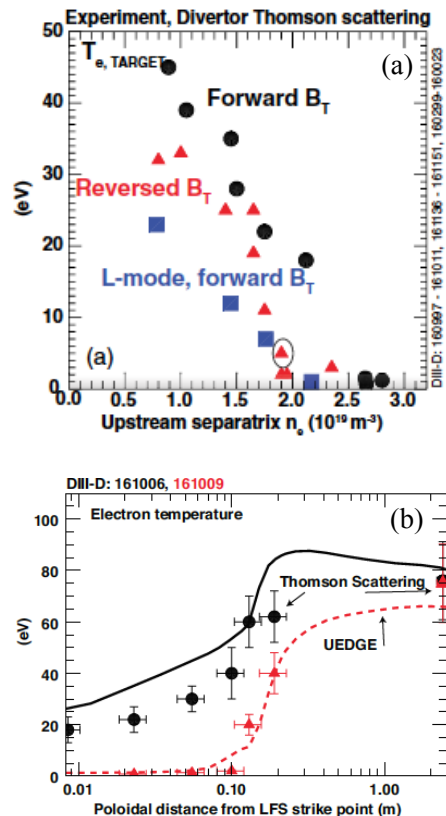 Experiment, Divertor Thomson scattering
50
40
30
20
10
0
(eV)
Te, TARGET
(a)
Forward BT
Reversed BT
L-mode, forward BT
(a)
0.0 0.5 1.0 1.5 2.0 2.5 3.0
Upstream separatrix ne (10¹⁹ m⁻³)
DIII-D: 160997 - 161011, 161136 - 161151, 160299-160023
DIII-D: 161006, 161009
Electron temperature
(b)
100
80
60
40
20
0
(eV)
Thomson Scattering
UEDGE
0.01 0.10 1.00
Poloidal distance from LFS strike point (m)